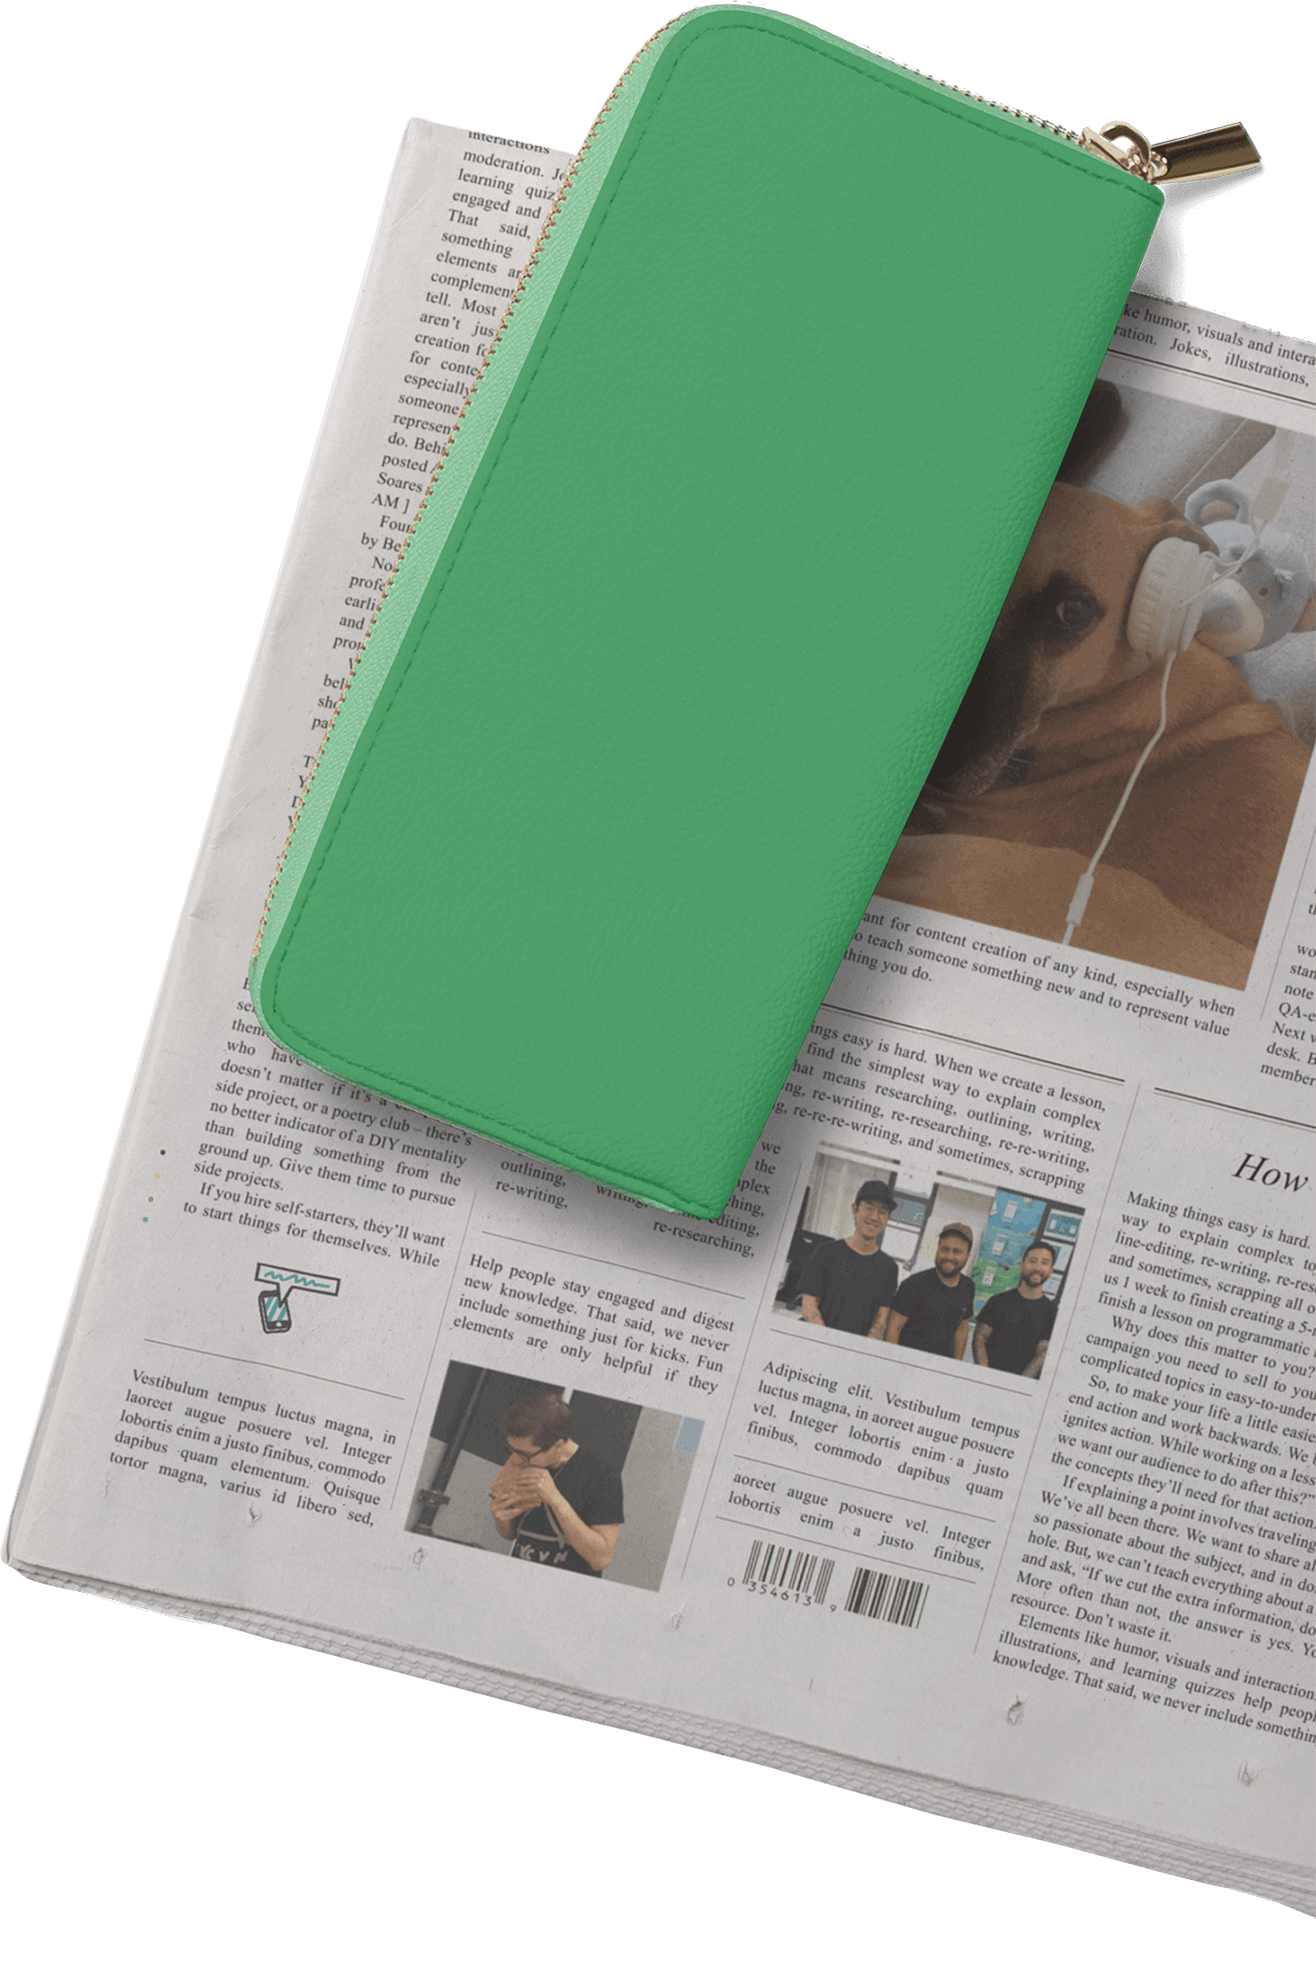 interactions
moderation.
learning quiz
engaged and
That said,
something
elements
complement
tell. Most
aren't jus
creation
for conte
especially
someone
represen
do. Behi
posted
Soares
AM ]
Four
by Be
No
profe
earli
and
pro
bel
sho
pa
them
who have
doesn't matter if it's a
side project, or a poetry club – there's
no better indicator of a DIY mentality
than building something from the
ground up. Give them time to pursue
side projects.
If you hire self-starters, they'll want
to start things for themselves. While
Vestibulum tempus luctus magna, in
laoreet augue posuere vel. Integer
lobortis enim a justo finibus, commodo
dapibus quam elementum. Quisque
tortor magna, varius id libero sed,
we
the
outlining, writing,
re-writing,
editing,
re-researching,
Help people stay engaged and digest
new knowledge. That said, we never
include something just for kicks. Fun
elements are only helpful if they
ke humor, visuals and intera
ration. Jokes, illustrations,
ant for content creation of any kind, especially when
o teach someone something new and to represent value
thing you do.
ings easy is hard. When we create a lesson,
find the simplest way to explain complex
hat means researching, outlining, writing,
ng, re-writing, re-researching, re-re-writing,
g, re-re-re-writing, and sometimes, scrapping
Adipiscing elit. Vestibulum tempus
luctus magna, in aoreet augue posuere
vel. Integer lobortis enim a justo
finibus, commodo dapibus quam
aoreet augue posuere vel. Integer
lobortis enim a justo finibus,
0 354613 9
wo
stan
note
QA-e
Next w
desk. B
member
How
Making things easy is hard.
way to explain complex to
line-editing, re-writing, re-rese
and sometimes, scrapping all o
us 1 week to finish creating a 5-
finish a lesson on programmatic
Why does this matter to you?
campaign you need to sell to you
complicated topics in easy-to-under
So, to make your life a little easie
end action and work backwards. We
ignites action. While working on a less
we want our audience to do after this?"
the concepts they'll need for that action.
If explaining a point involves traveling
We've all been there. We want to share al
so passionate about the subject, and in do
hole. But, we can't teach everything about a
and ask, "If we cut the extra information, do
More often than not, the answer is yes. Yo
resource. Don't waste it.
Elements like humor, visuals and interaction
illustrations, and learning quizzes help peopl
knowledge. That said, we never include somethin